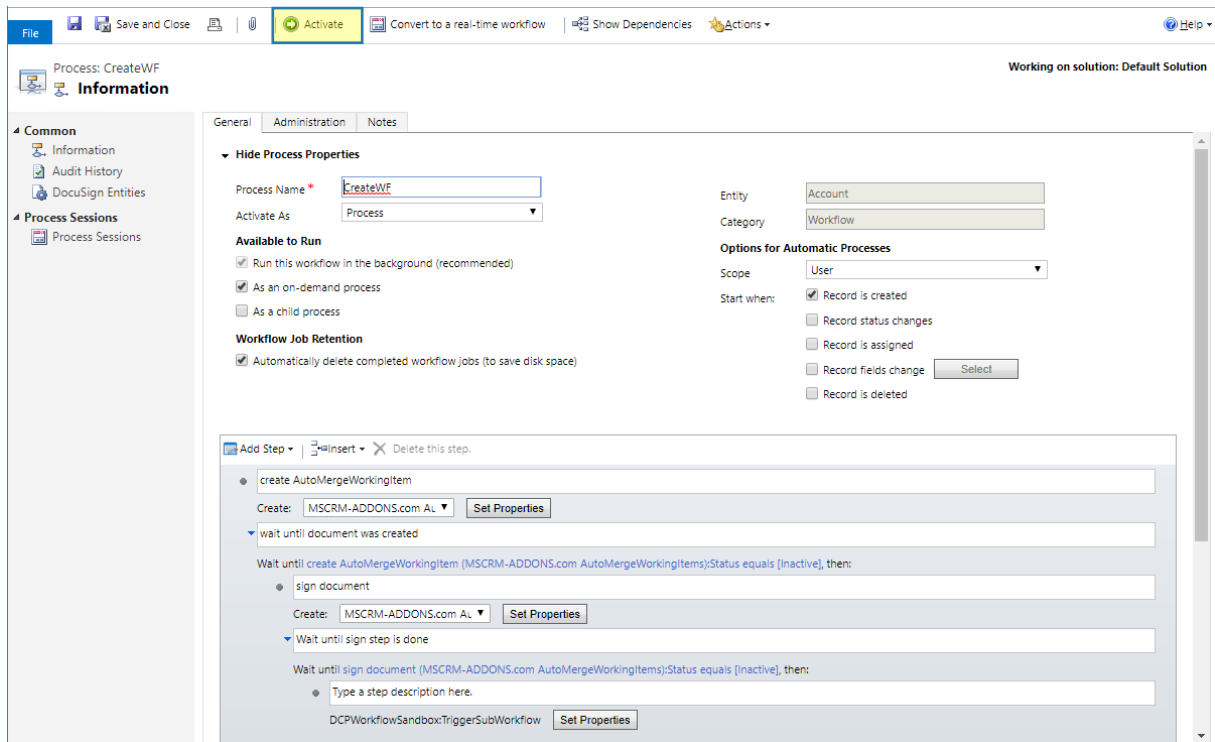 File Save and Close Activate Convert to a real-time workflow Show Dependencies Actions Help
Process: CreateWF
Information
Working on solution: Default Solution
Common
Information
Audit History
DocuSign Entities
Process Sessions
Process Sessions
General Administration Notes
Hide Process Properties
Process Name * CreateWF
Activate As Process
Available to Run
Run this workflow in the background (recommended)
As an on-demand process
As a child process
Workflow Job Retention
Automatically delete completed workflow jobs (to save disk space)
Entity Account
Category Workflow
Options for Automatic Processes
Scope User
Start when: Record is created
Record status changes
Record is assigned
Record fields change Select
Record is deleted
Add Step Insert Delete this step.
create AutoMergeWorkingItem
Create: MSCRM-ADDONS.com Au Set Properties
wait until document was created
Wait until create AutoMergeWorkingItem (MSCRM-ADDONS.com AutoMergeWorkingItems):Status equals [Inactive], then:
sign document
Create: MSCRM-ADDONS.com Au Set Properties
Wait until sign step is done
Wait until sign document (MSCRM-ADDONS.com AutoMergeWorkingItems):Status equals [Inactive], then:
Type a step description here.
DCPWorkflowSandbox:TriggerSubWorkflow Set Properties